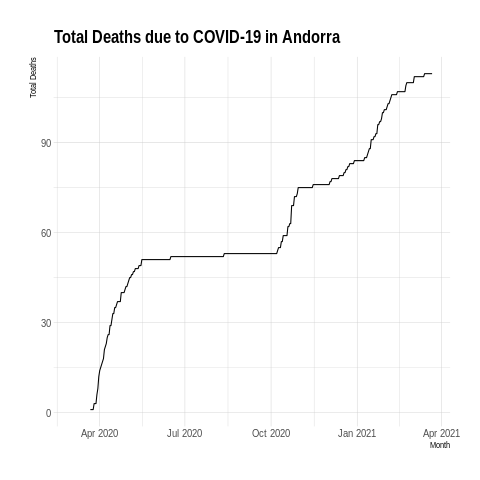 Total Deaths due to COVID-19 in Andorra
Total Deaths
90
60
30
0
Apr 2020
Jul 2020
Oct 2020
Jan 2021
Apr 2021
Month